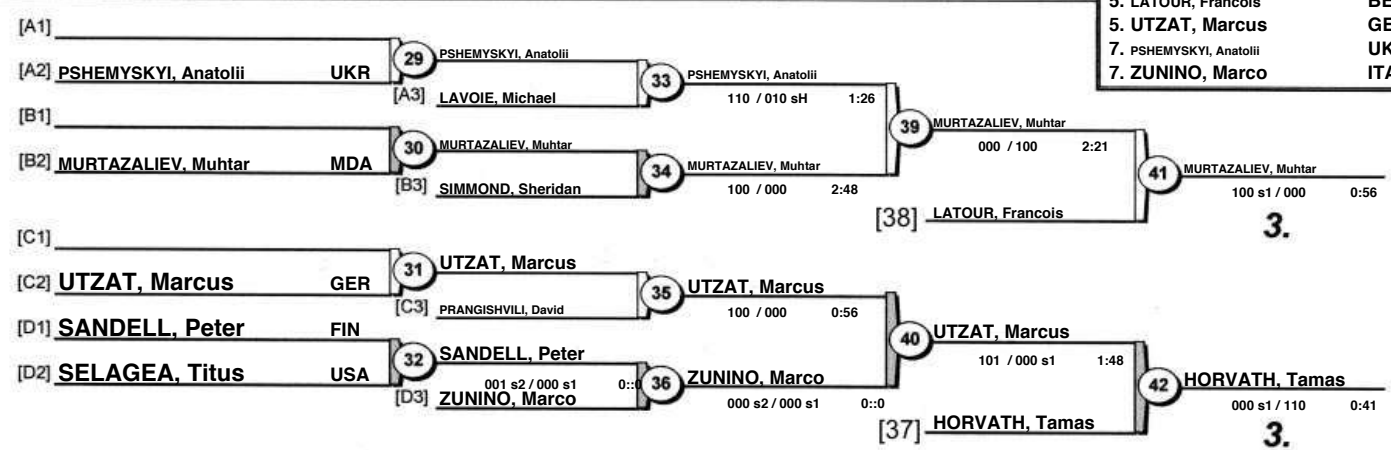 5. LATOUR, Francois BE
5. UTZAT, Marcus GE
7. PSHEMYSKYI, Anatolii UK
7. ZUNINO, Marco ITA
[A1]
[A2] PSHEMYSKYI, Anatolii UKR
29 PSHEMYSKYI, Anatolii
[A3] LAVOIE, Michael
33 PSHEMYSKYI, Anatolii
110 / 010 sH 1:26
[B1]
[B2] MURTAZALIEV, Muhtar MDA
30 MURTAZALIEV, Muhtar
[B3] SIMMOND, Sheridan
34 MURTAZALIEV, Muhtar
100 / 000 2:48
39 MURTAZALIEV, Muhtar
000 / 100 2:21
[38] LATOUR, Francois
41 MURTAZALIEV, Muhtar
100 s1 / 000 0:56
3.
[C1]
[C2] UTZAT, Marcus GER
31 UTZAT, Marcus
[C3] PRANGISHVILI, David
35 UTZAT, Marcus
100 / 000 0:56
[D1] SANDELL, Peter FIN
[D2] SELAGEA, Titus USA
32 SANDELL, Peter
001 s2 / 000 s1 0::0
[D3] ZUNINO, Marco
36 ZUNINO, Marco
000 s2 / 000 s1 0::0
40 UTZAT, Marcus
101 / 000 s1 1:48
[37] HORVATH, Tamas
42 HORVATH, Tamas
000 s1 / 110 0:41
3.